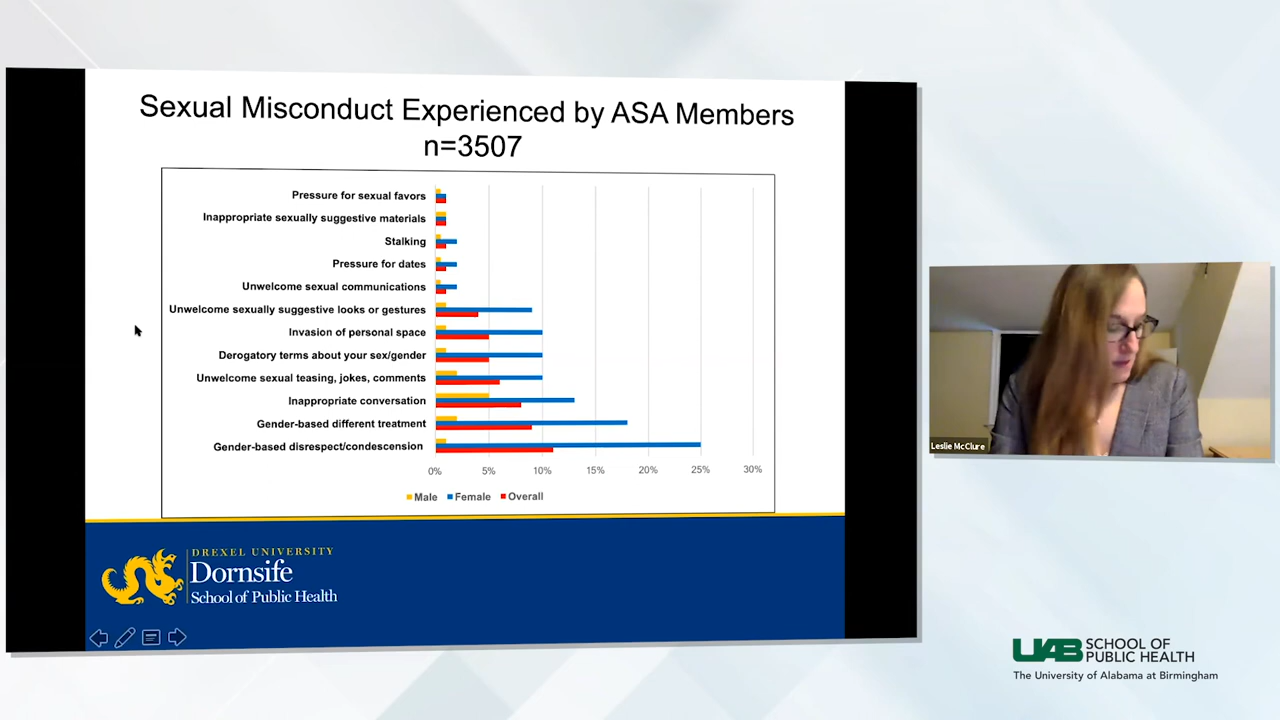 Sexual Misconduct Experienced by ASA Members
n=3507
Pressure for sexual favors
Inappropriate sexually suggestive materials
Stalking
Pressure for dates
Unwelcome sexual communications
Unwelcome sexually suggestive looks or gestures
Invasion of personal space
Derogatory terms about your sex/gender
Unwelcome sexual teasing, jokes, comments
Inappropriate conversation
Gender-based different treatment
Gender-based disrespect/condescension
0% 5% 10% 15% 20% 25% 30%
Male Female Overall
DREXEL UNIVERSITY
Dornsife
School of Public Health
Leslie McClure
UAB SCHOOL OF
PUBLIC HEALTH
The University of Alabama at Birmingham